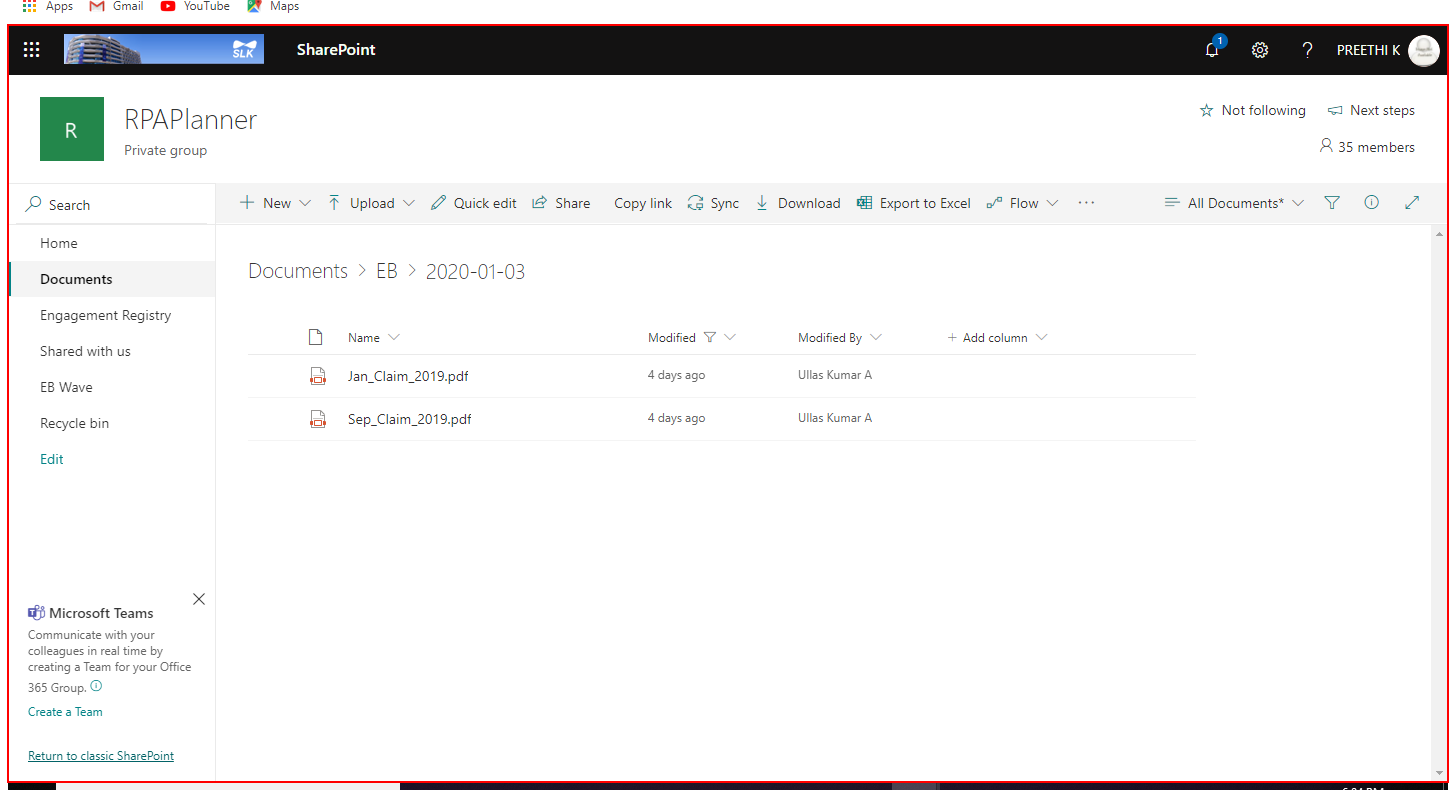 Apps Gmail YouTube Maps
SLK SharePoint 1 ? PREETHI K
R RPAPlanner
Private group
Not following Next steps
35 members
Search
New Upload Quick edit Share Copy link Sync Download Export to Excel Flow ... All Documents*
Home
Documents
Engagement Registry
Shared with us
EB Wave
Recycle bin
Edit
Documents > EB > 2020-01-03
Name Modified Modified By + Add column
Jan_Claim_2019.pdf 4 days ago Ullas Kumar A
Sep_Claim_2019.pdf 4 days ago Ullas Kumar A
Microsoft Teams
Communicate with your
colleagues in real time by
creating a Team for your Office
365 Group.
Create a Team
Return to classic SharePoint